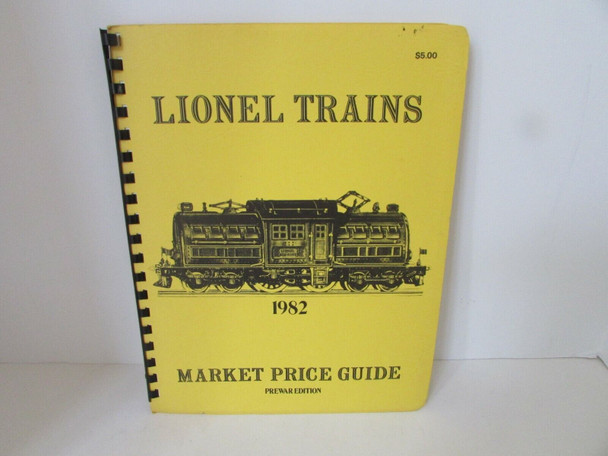 $5.00
LIONEL TRAINS
1982
MARKET PRICE GUIDE
PREWAR EDITION